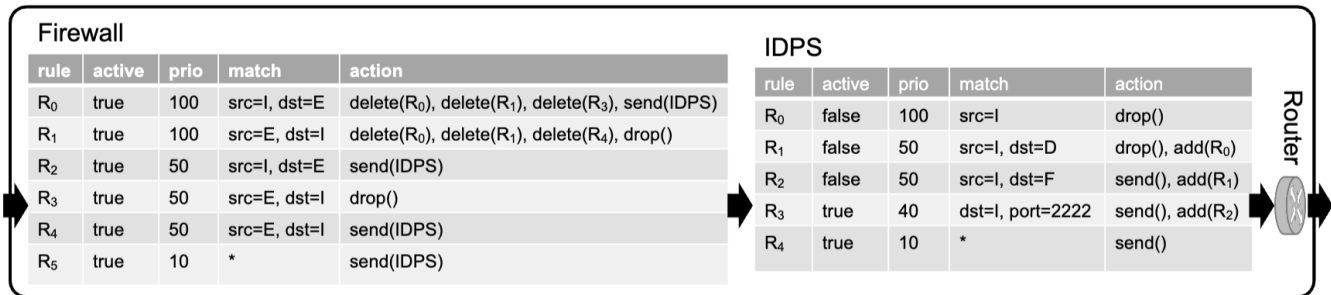 Firewall
rule active prio match action
R0 true 100 src=I, dst=E delete(R0), delete(R1), delete(R3), send(IDPS)
R1 true 100 src=E, dst=I delete(R0), delete(R1), delete(R4), drop()
R2 true 50 src=I, dst=E send(IDPS)
R3 true 50 src=E, dst=I drop()
R4 true 50 src=E, dst=I send(IDPS)
R5 true 10 * send(IDPS)
IDPS
rule active prio match action
R0 false 100 src=I drop()
R1 false 50 src=I, dst=D drop(), add(R0)
R2 false 50 src=I, dst=F send(), add(R1)
R3 true 40 dst=I, port=2222 send(), add(R2)
R4 true 10 * send()
Router